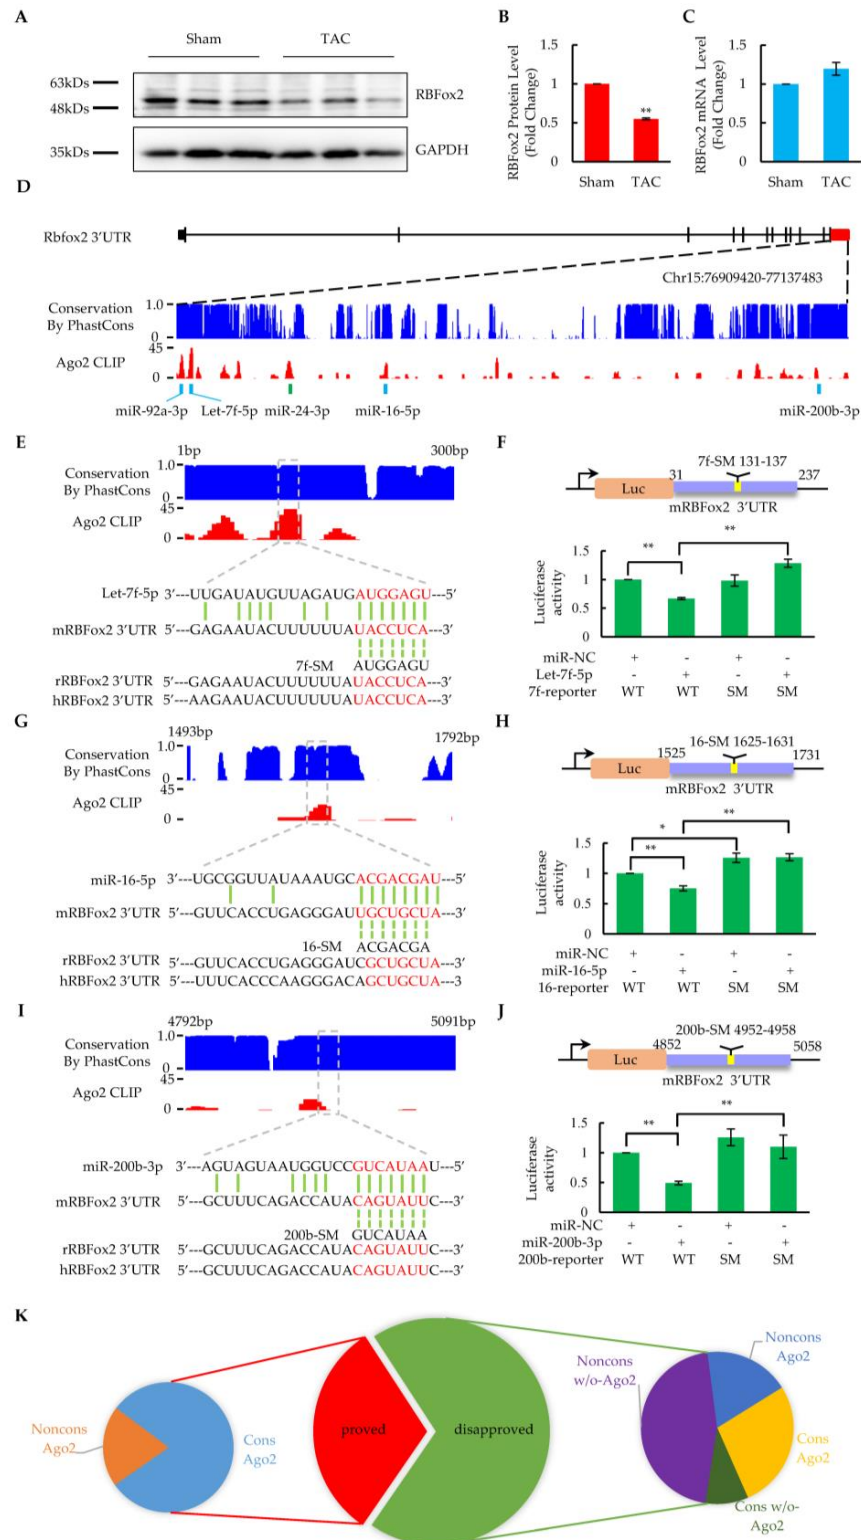 A
Sham TAC
63kDs
48kDs
RBFox2
35kDs
GAPDH
B
RBFox2 Protein Level
(Fold Change)
1.5
1
0.5
0
**
Sham TAC
C
RBFox2 mRNA Level
(Fold Change)
1.5
1
0.5
0
Sham TAC
D
Rbfox2 3'UTR
Chr15:76909420-77137483
Conservation
By PhastCons
1.0
0
Ago2 CLIP
45
0
miR-92a-3p Let-7f-5p miR-24-3p miR-16-5p miR-200b-3p
E
1bp 300bp
Conservation
By PhastCons
1.0
0
Ago2 CLIP
45
0
Let-7f-5p 3'---UUGAUAUGUUAGAUGAUGGAGU---5'
mRBFox2 3'UTR 5'---GAGAAUACUUUUUUAUACCUCA---3'
7f-SM AUGGAGU
rRBFox2 3'UTR 5'---GAGAAUACUUUUUUAUACCUCA---3'
hRBFox2 3'UTR 5'---AAGAAUACUUUUUUAUACCUCA---3'
F
7f-SM 131-137
31 237
Luc
mRBFox2 3'UTR
Luciferase
activity
1.5
1
0.5
0
** **
miR-NC + - + -
Let-7f-5p - + - +
7f-reporter WT WT SM SM
G
1493bp 1792bp
Conservation
By PhastCons
1.0
0
Ago2 CLIP
45
0
miR-16-5p 3'---UGCGGUUAUAAAUGCACGACGAU---5'
mRBFox2 3'UTR 5'---GUUCACCUGAGGGAUUGCUGCUA---3'
16-SM ACGACGA
rRBFox2 3'UTR 5'---GUUCACCUGAGGGAUCGCUGCUA---3'
hRBFox2 3'UTR 5'---UUUCACCCAAGGGACAGCUGCUA---3
H
16-SM 1625-1631
1525 1731
Luc
mRBFox2 3'UTR
Luciferase
activity
1.5
1
0.5
0
* ** **
miR-NC + - + -
miR-16-5p - + - +
16-reporter WT WT SM SM
I
4792bp 5091bp
Conservation
By PhastCons
1.0
0
Ago2 CLIP
45
0
miR-200b-3p 3'---AGUAGUAAUGGUCCGUCAUAAU---5'
mRBFox2 3'UTR 5'---GCUUUCAGACCAUACAGUAUUC---3'
200b-SM GUCAUAA
rRBFox2 3'UTR 5'---GCUUUCAGACCAUACAGUAUUC---3'
hRBFox2 3'UTR 5'---GCUUUCAGACCAUACAGUAUUC---3'
J
200b-SM 4952-4958
4852 5058
Luc
mRBFox2 3'UTR
Luciferase
activity
1.5
1
0.5
0
** **
miR-NC + - + -
miR-200b-3p - + - +
200b-reporter WT WT SM SM
K
Noncons
Ago2
Cons
Ago2
proved
disapproved
Noncons
w/o-Ago2
Noncons
Ago2
Cons
Ago2
Cons w/o-
Ago2